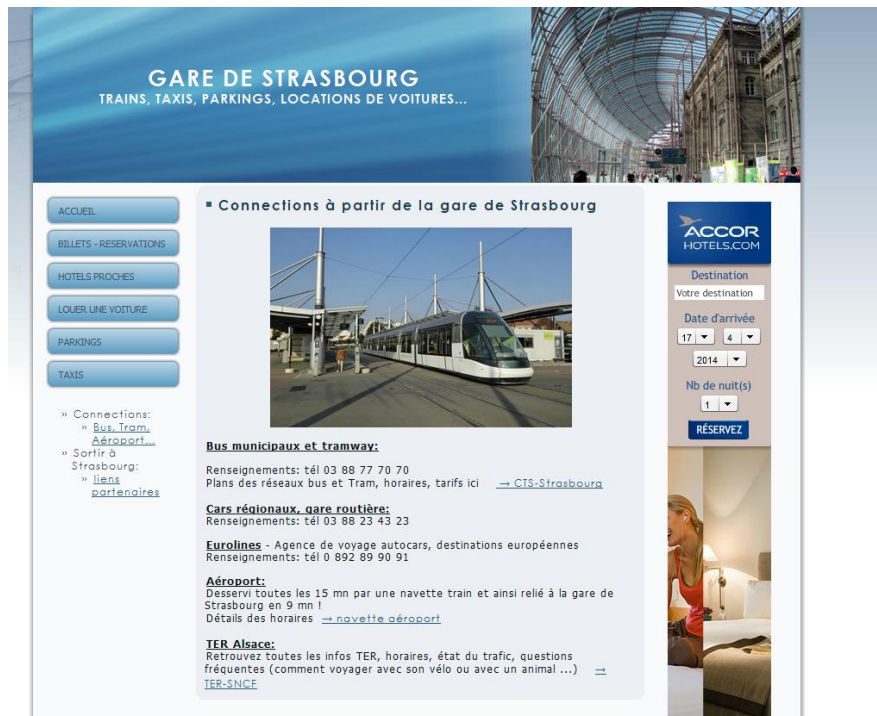 GARE DE STRASBOURG
TRAINS, TAXIS, PARKINGS, LOCATIONS DE VOITURES...
ACCUEIL
BILLETS - RESERVATIONS
HOTELS PROCHES
LOUER UNE VOITURE
PARKINGS
TAXIS
» Connections:
» Bus, Tram,
Aéroport...
» Sortir à
Strasbourg:
» liens
partenaires
Connections à partir de la gare de Strasbourg
Bus municipaux et tramway:
Renseignements: tél 03 88 77 70 70
Plans des réseaux bus et Tram, horaires, tarifs ici → CTS-Strasbourg
Cars régionaux, gare routière:
Renseignements: tél 03 88 23 43 23
Eurolines - Agence de voyage autocars, destinations européennes
Renseignements: tél 0 892 89 90 91
Aéroport:
Desservi toutes les 15 mn par une navette train et ainsi relié à la gare de
Strasbourg en 9 mn !
Détails des horaires → navette aéroport
TER Alsace:
Retrouvez toutes les infos TER, horaires, état du trafic, questions
fréquentes (comment voyager avec son vélo ou avec un animal ...) →
TER-SNCF
ACCOR
HOTELS.COM
Destination
Votre destination
Date d'arrivée
17 4
2014
Nb de nuit(s)
1
RÉSERVEZ